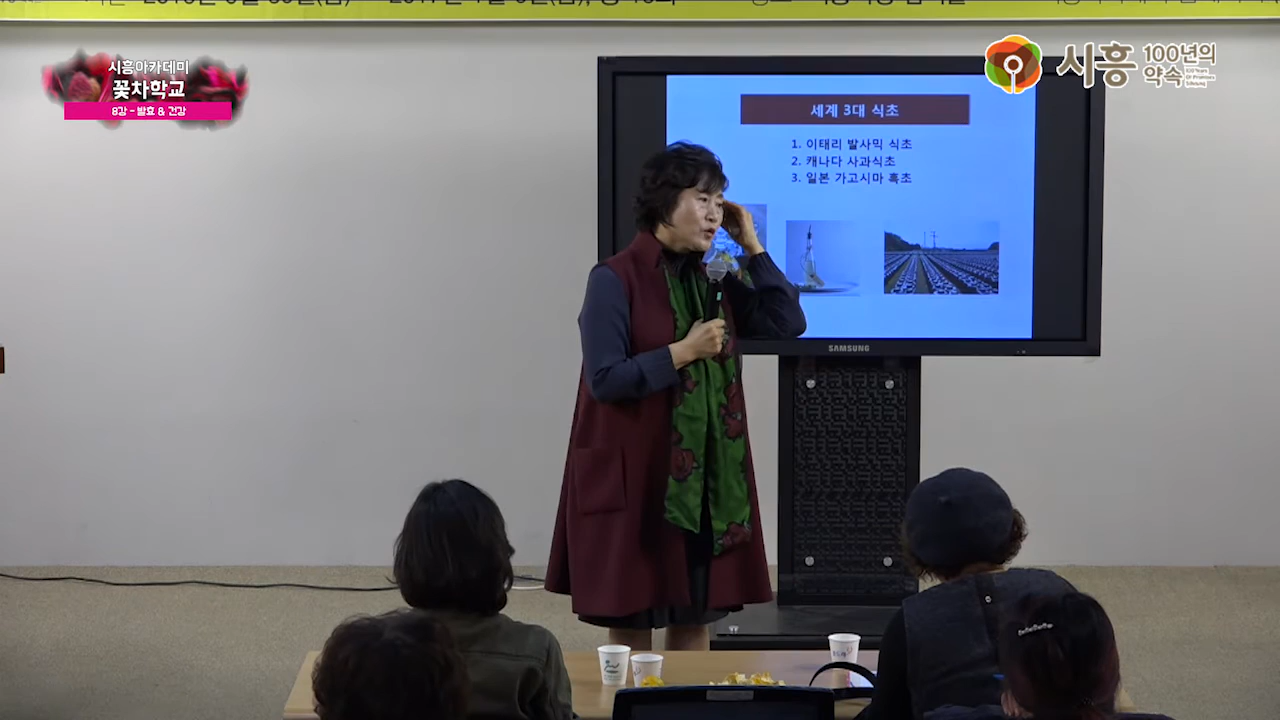 시흥아카데미
꽃차학교
8강 - 발효 & 건강
시흥
100년의
약속
세계 3대 식초
1. 이태리 발사믹 식초
2. 캐나다 사과식초
3. 일본 가고시마 흑초
SAMSUNG